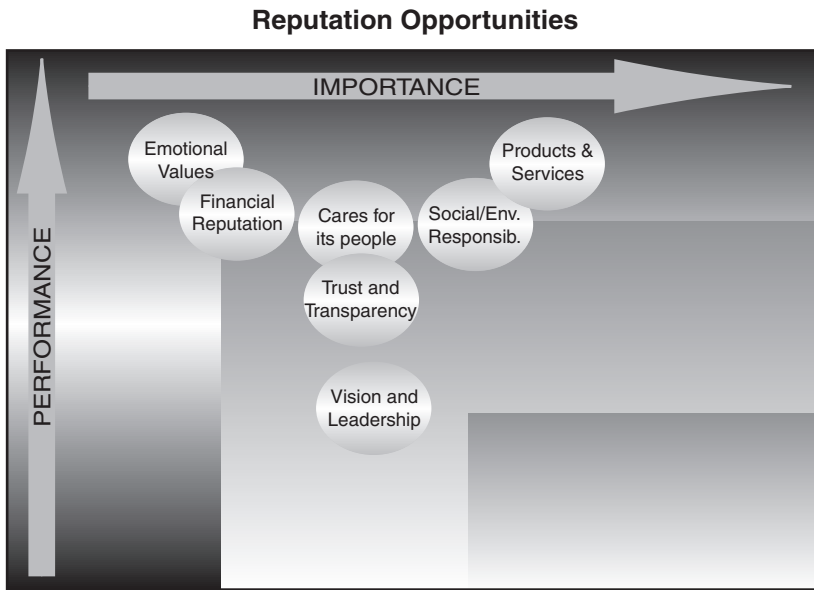 Reputation Opportunities
IMPORTANCE
PERFORMANCE
Emotional
Values
Financial
Reputation
Cares for
its people
Social/Env.
Responsib.
Products &
Services
Trust and
Transparency
Vision and
Leadership